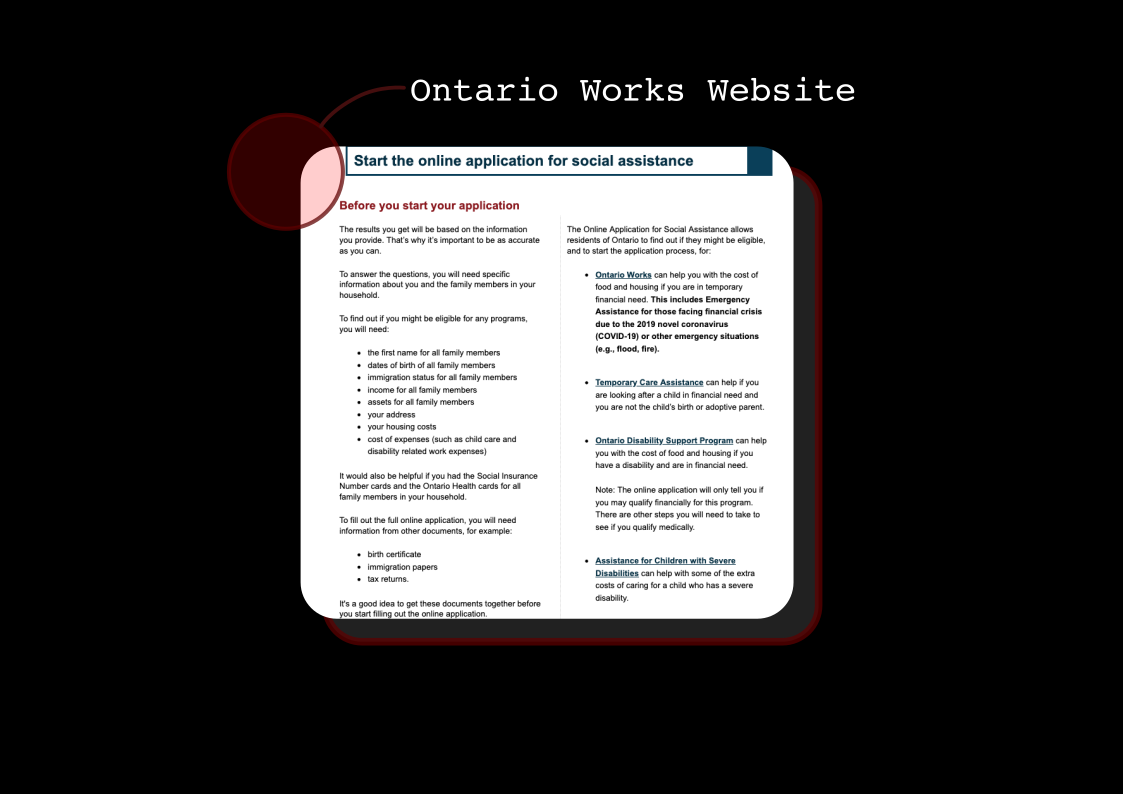 Ontario Works Website
Start the online application for social assistance
Before you start your application
The results you get will be based on the information
you provide. That's why it's important to be as accurate
as you can.
To answer the questions, you will need specific
information about you and the family members in your
household.
To find out if you might be eligible for any programs,
you will need:
• the first name for all family members
• dates of birth of all family members
• immigration status for all family members
• income for all family members
• assets for all family members
• your address
• your housing costs
• cost of expenses (such as child care and
disability related work expenses)
It would also be helpful if you had the Social Insurance
Number cards and the Ontario Health cards for all
family members in your household.
To fill out the full online application, you will need
information from other documents, for example:
• birth certificate
• immigration papers
• tax returns.
It's a good idea to get these documents together before
you start filling out the online application.
The Online Application for Social Assistance allows
residents of Ontario to find out if they might be eligible,
and to start the application process, for:
• Ontario Works can help you with the cost of
food and housing if you are in temporary
financial need. This includes Emergency
Assistance for those facing financial crisis
due to the 2019 novel coronavirus
(COVID-19) or other emergency situations
(e.g., flood, fire).
• Temporary Care Assistance can help if you
are looking after a child in financial need and
you are not the child's birth or adoptive parent.
• Ontario Disability Support Program can help
you with the cost of food and housing if you
have a disability and are in financial need.
Note: The online application will only tell you if
you may qualify financially for this program.
There are other steps you will need to take to
see if you qualify medically.
• Assistance for Children with Severe
Disabilities can help with some of the extra
costs of caring for a child who has a severe
disability.